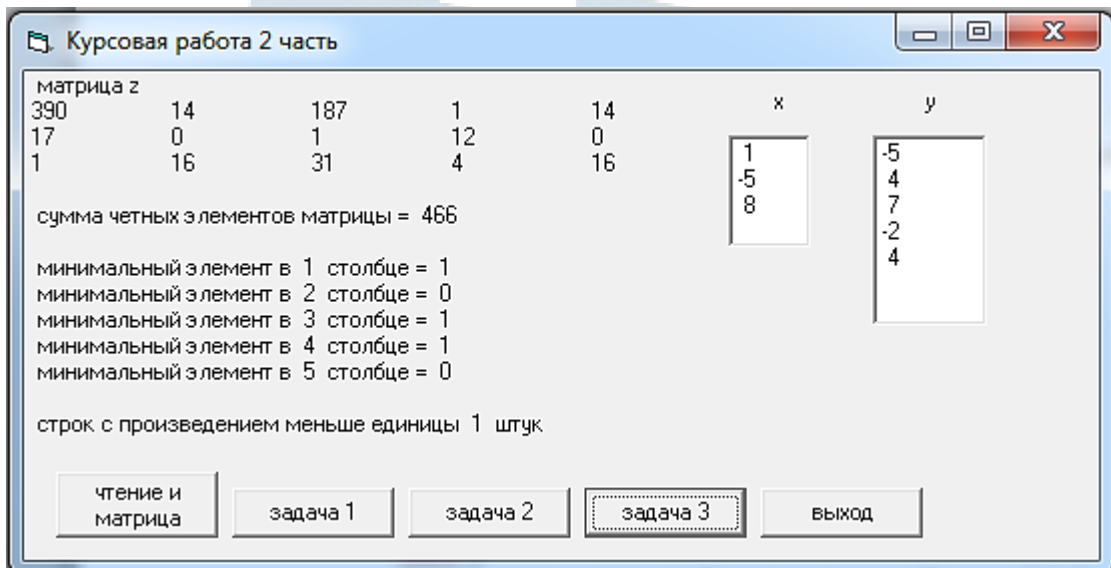 Курсовая работа 2 часть
матрица z
390 14 187 1 14
17 0 1 12 0
1 16 31 4 16
сумма четных элементов матрицы = 466
минимальный элемент в 1 столбце = 1
минимальный элемент в 2 столбце = 0
минимальный элемент в 3 столбце = 1
минимальный элемент в 4 столбце = 1
минимальный элемент в 5 столбце = 0
строк с произведением меньше единицы 1 штук
x
1
-5
8
y
-5
4
7
-2
4
чтение и
матрица
задача 1
задача 2
задача 3
выход